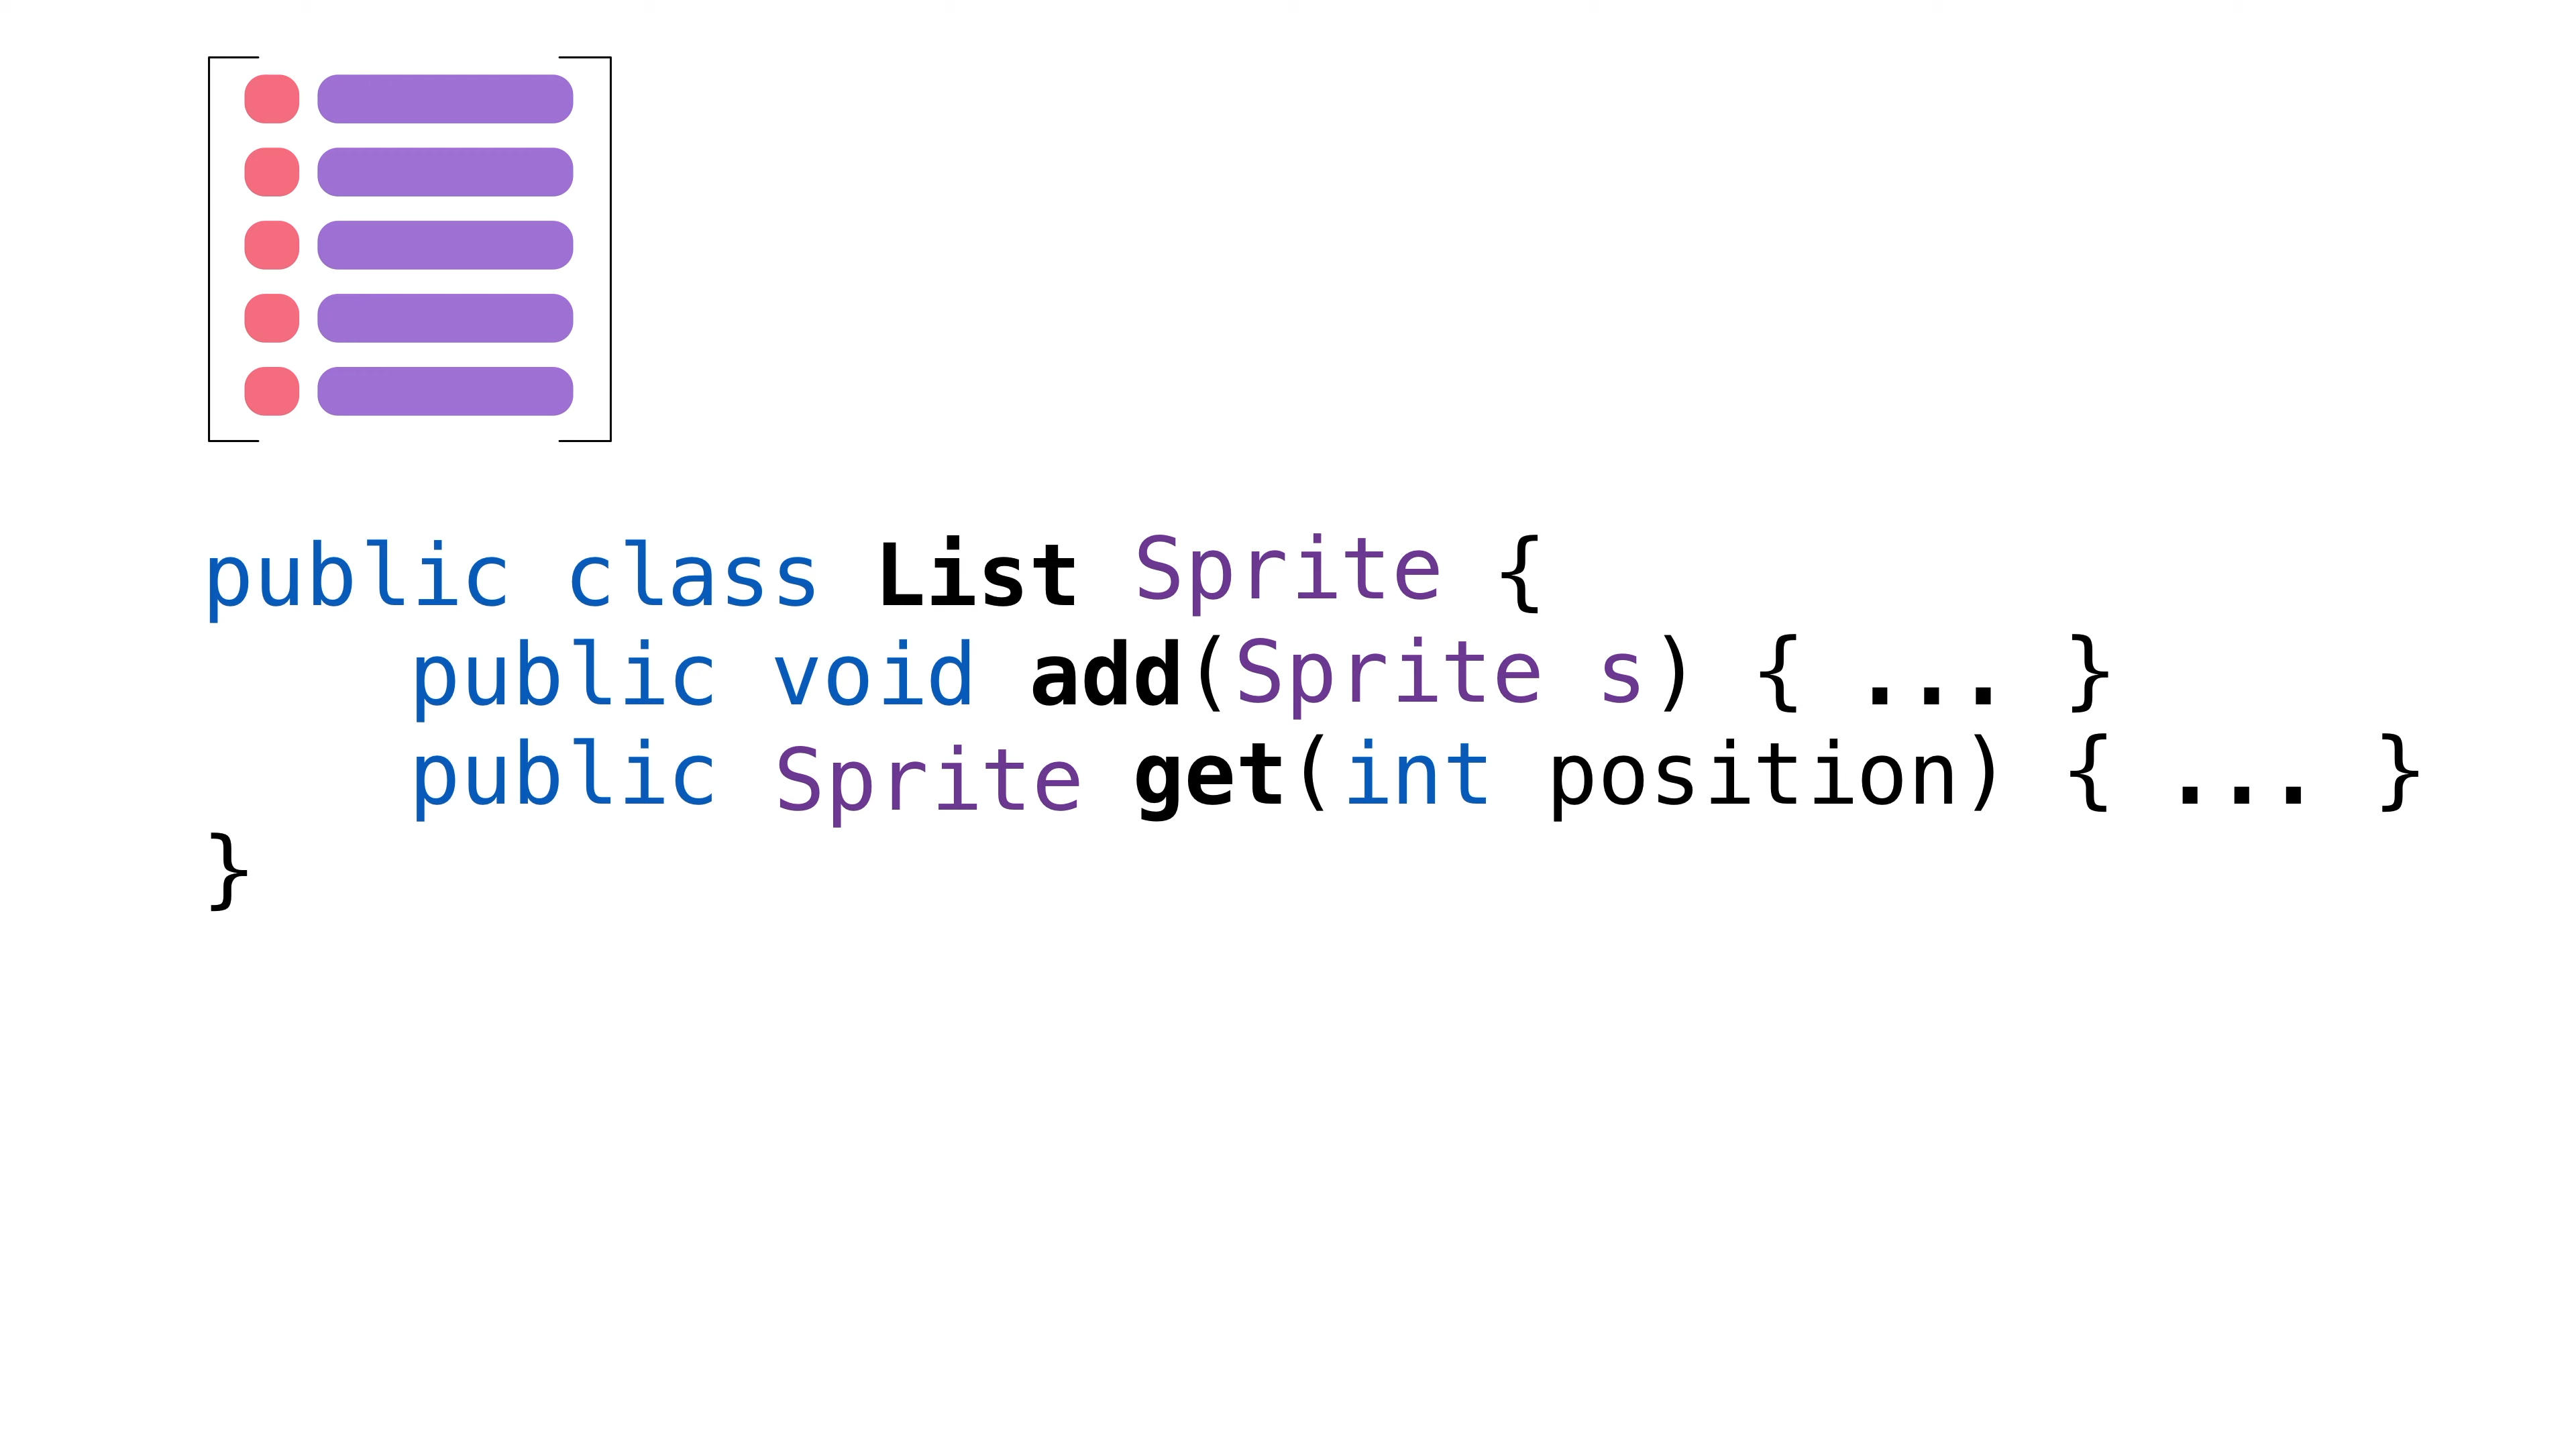 public class List Sprite {
    public void add(Sprite s) { ... }
    public Sprite get(int position) { ... }
}